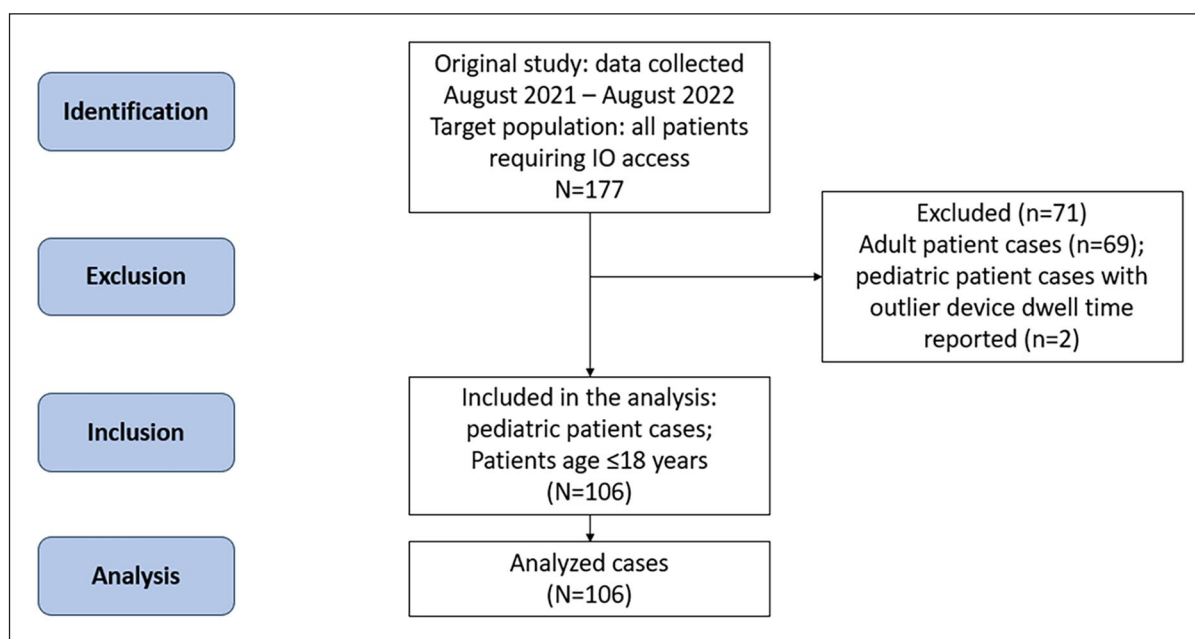 Identification
Original study: data collected
August 2021 – August 2022
Target population: all patients
requiring IO access
N=177
Exclusion
Excluded (n=71)
Adult patient cases (n=69);
pediatric patient cases with
outlier device dwell time
reported (n=2)
Inclusion
Included in the analysis:
pediatric patient cases;
Patients age ≤18 years
(N=106)
Analysis
Analyzed cases
(N=106)